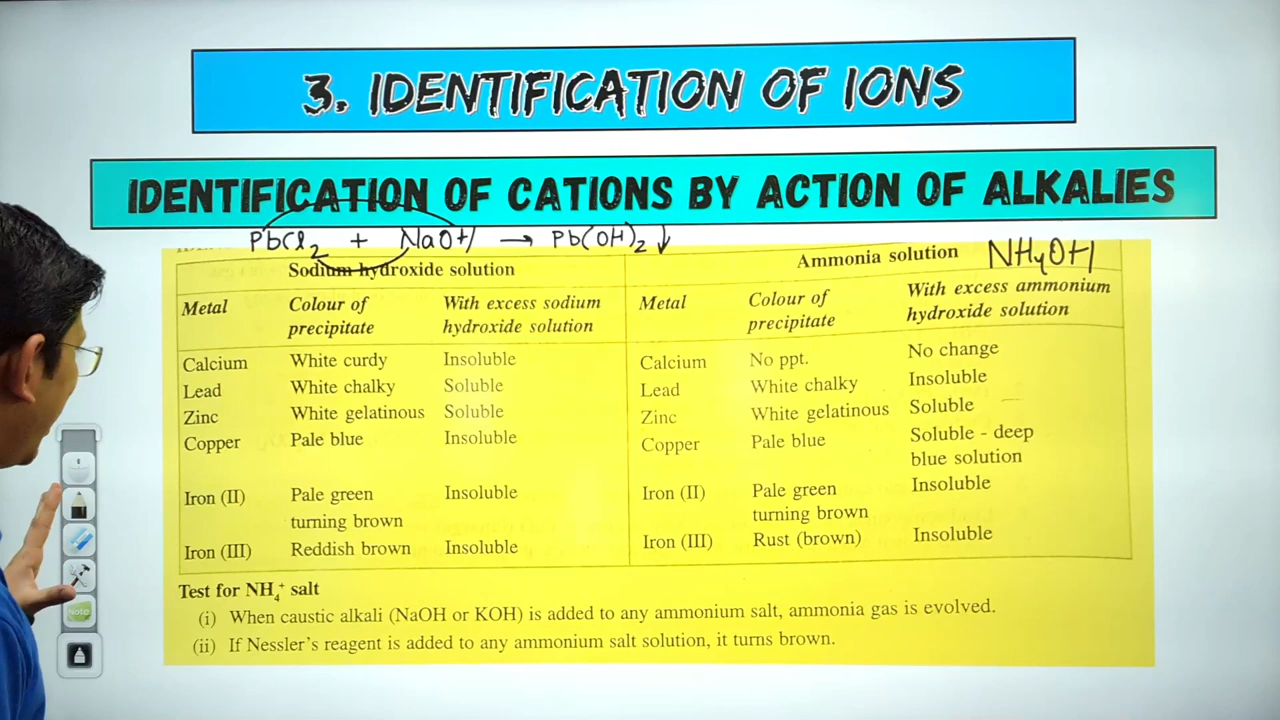 3. IDENTIFICATION OF IONS
IDENTIFICATION OF CATIONS BY ACTION OF ALKALIES
PbCl₂ + NaOH → Pb(OH)₂↓
Sodium hydroxide solution Ammonia solution NH₄OH
Metal Colour of precipitate With excess sodium hydroxide solution Metal Colour of precipitate With excess ammonium hydroxide solution
Calcium White curdy Insoluble Calcium No ppt. No change
Lead White chalky Soluble Lead White chalky Insoluble
Zinc White gelatinous Soluble Zinc White gelatinous Soluble
Copper Pale blue Insoluble Copper Pale blue Soluble - deep blue solution
Iron (II) Pale green turning brown Insoluble Iron (II) Pale green turning brown Insoluble
Iron (III) Reddish brown Insoluble Iron (III) Rust (brown) Insoluble
Test for NH₄⁺ salt
(i) When caustic alkali (NaOH or KOH) is added to any ammonium salt, ammonia gas is evolved.
(ii) If Nessler's reagent is added to any ammonium salt solution, it turns brown.
Note